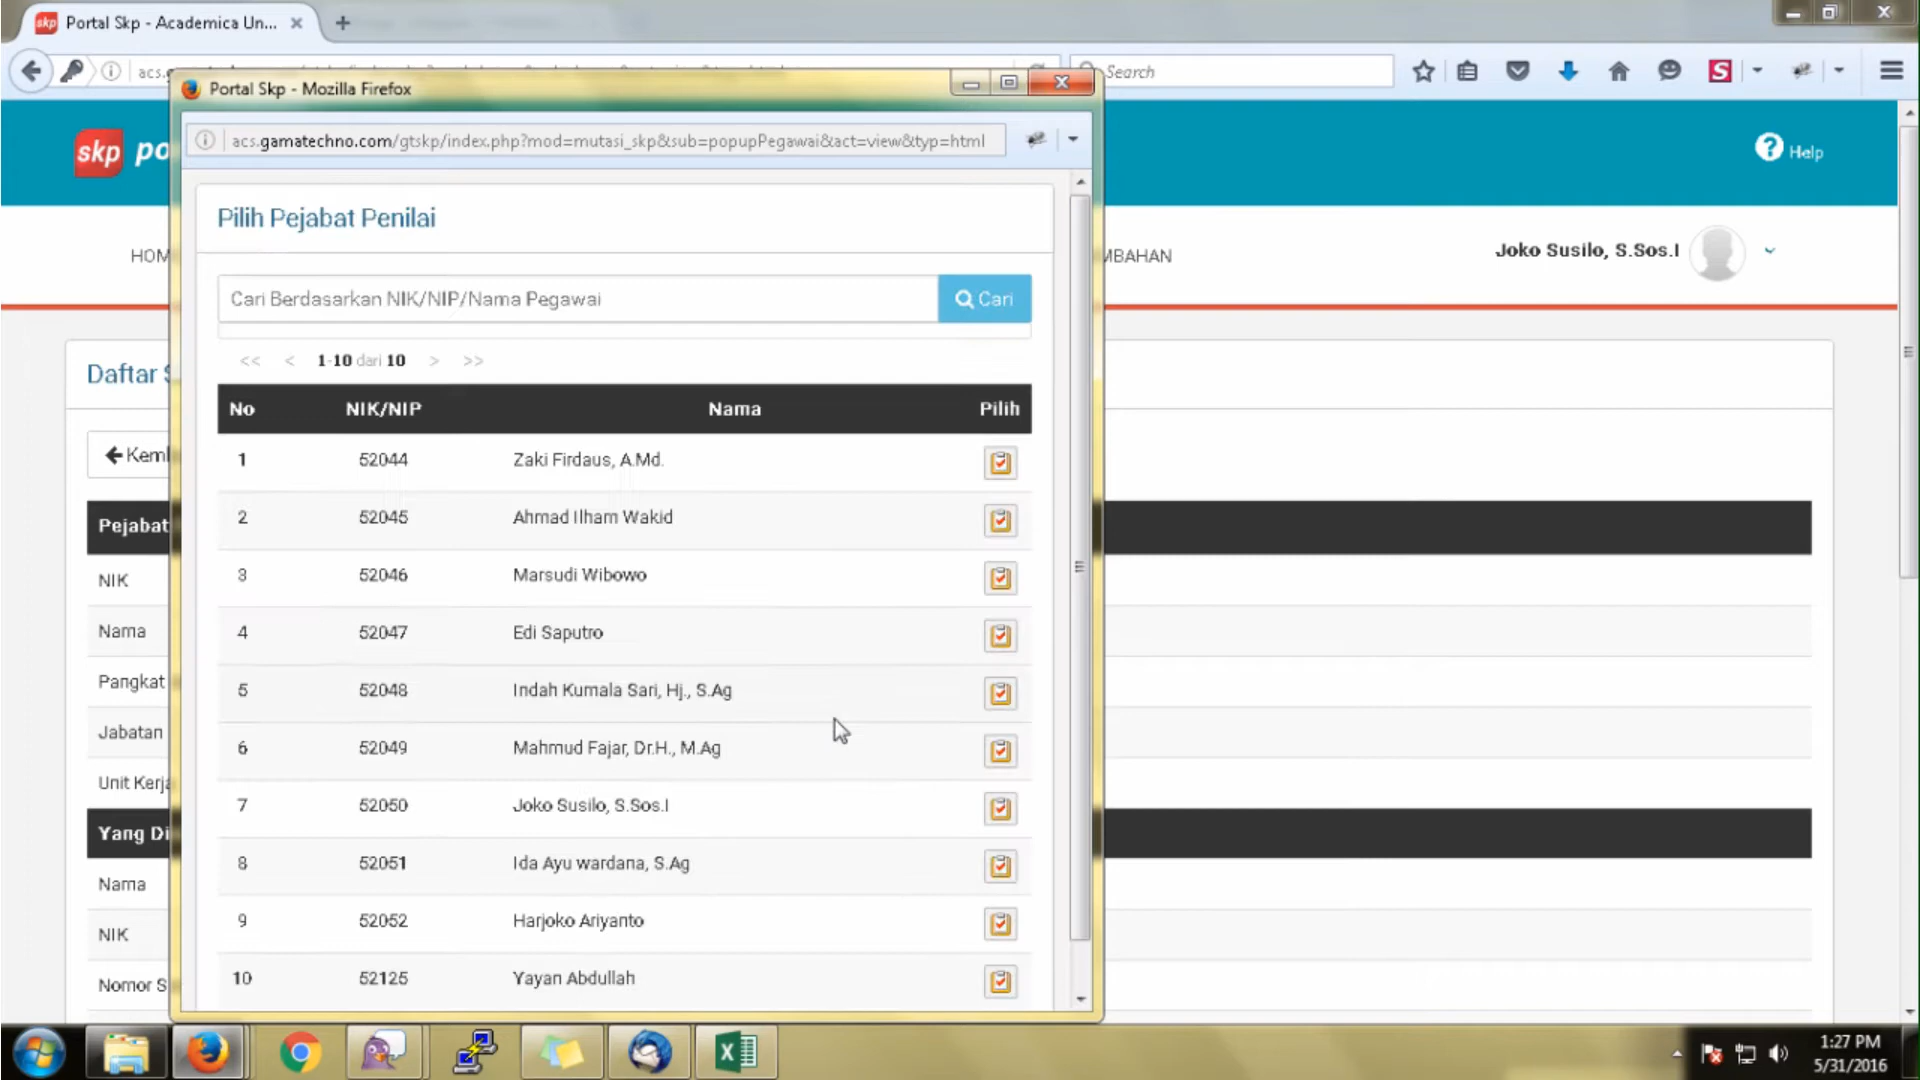 Portal Skp - Academica Un...
acs.
Search
Portal Skp - Mozilla Firefox
acs.gamatechno.com/gtskp/index.php?mod=mutasi_skp&sub=popupPegawai&act=view&typ=html
skp po
Help
HOM
MBAHAN
Joko Susilo, S.Sos.I
Pilih Pejabat Penilai
Cari Berdasarkan NIK/NIP/Nama Pegawai
Cari
<< < 1-10 dari 10 > >>
No NIK/NIP Nama Pilih
1 52044 Zaki Firdaus, A.Md.
2 52045 Ahmad Ilham Wakid
3 52046 Marsudi Wibowo
4 52047 Edi Saputro
5 52048 Indah Kumala Sari, Hj., S.Ag
6 52049 Mahmud Fajar, Dr.H., M.Ag
7 52050 Joko Susilo, S.Sos.I
8 52051 Ida Ayu wardana, S.Ag
9 52052 Harjoko Ariyanto
10 52125 Yayan Abdullah
Daftar S
Kemb
Pejabat
NIK
Nama
Pangkat
Jabatan
Unit Kerja
Yang Di
Nama
NIK
Nomor S
1:27 PM
5/31/2016